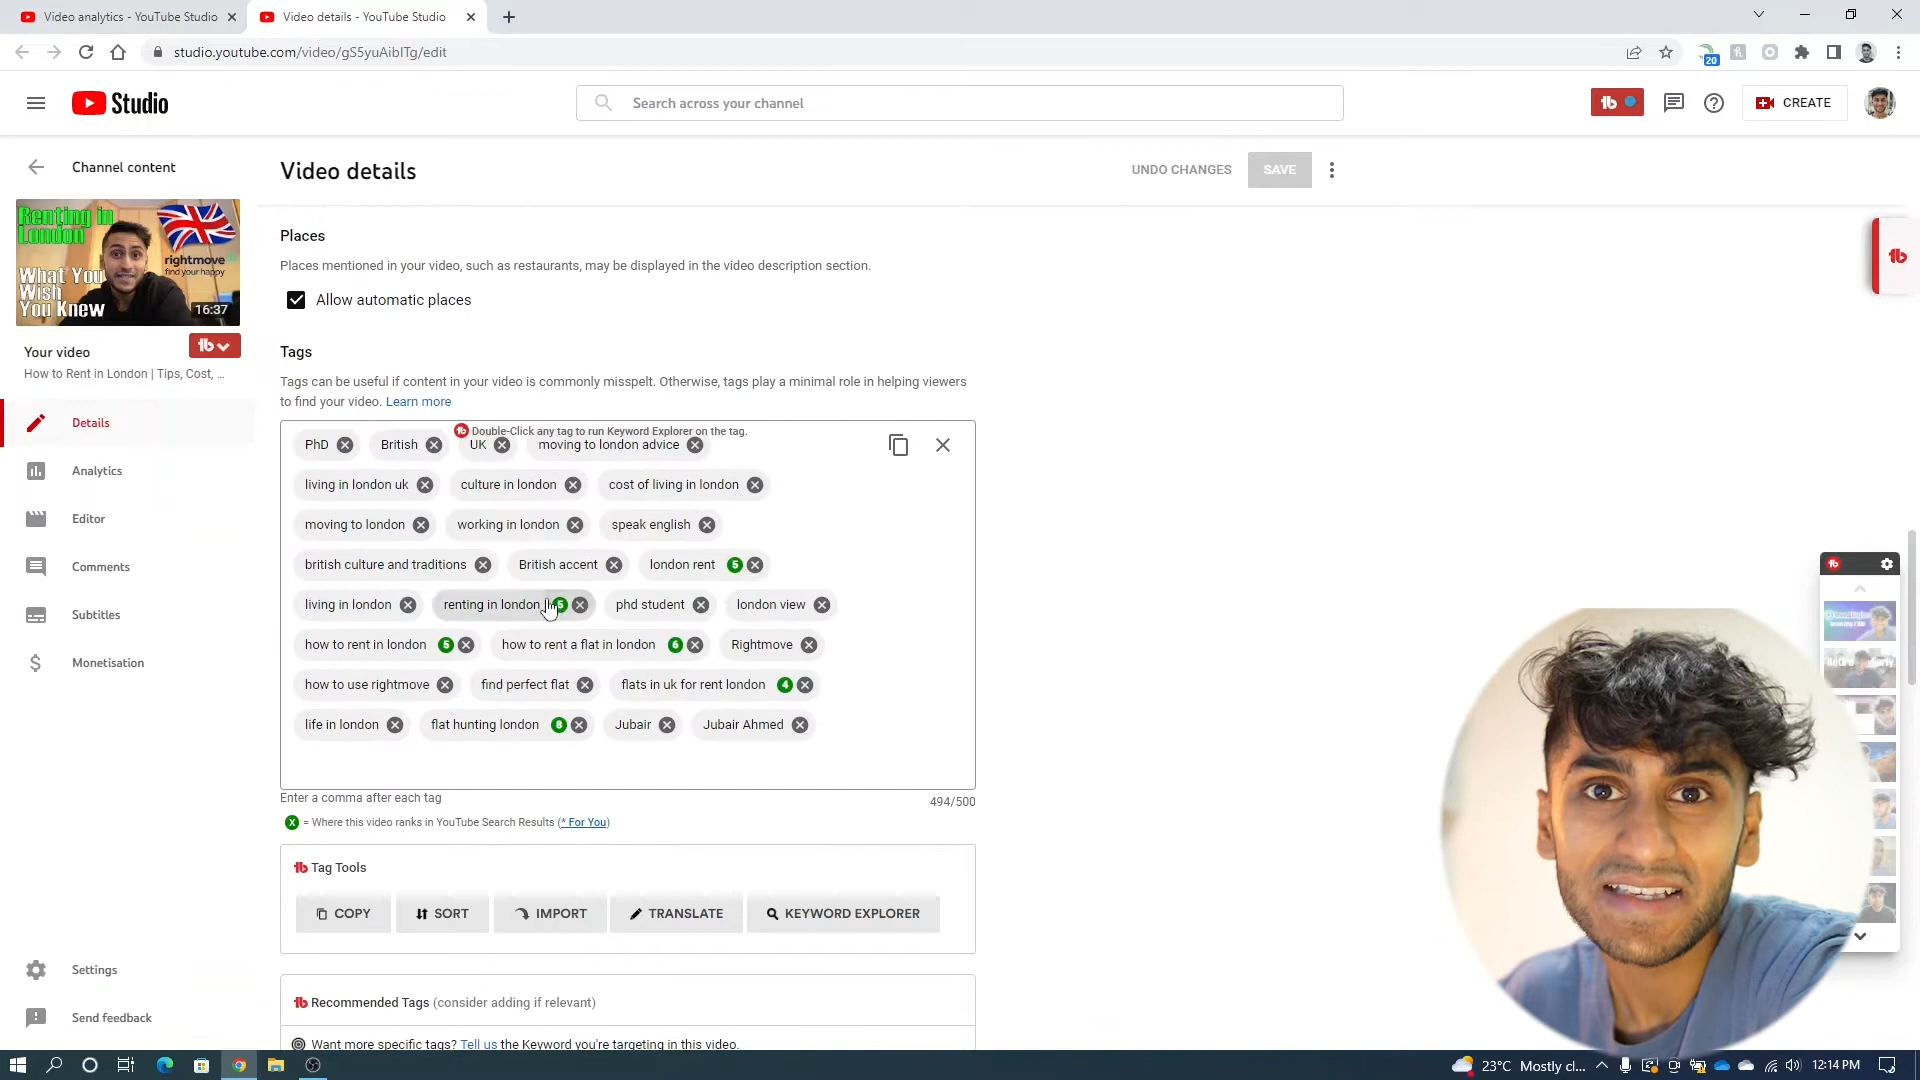 Video analytics - YouTube Studio
Video details - YouTube Studio
studio.youtube.com/video/gS5yuAibITg/edit
20
Studio
Search across your channel
CREATE
Channel content
Video details
UNDO CHANGES
SAVE
Renting in
London
rightmove
find your happy
What You
Wish
You Knew
16:37
Your video
How to Rent in London | Tips, Cost, ...
Details
Analytics
Editor
Comments
Subtitles
Monetisation
Settings
Send feedback
Places
Places mentioned in your video, such as restaurants, may be displayed in the video description section.
Allow automatic places
Tags
Tags can be useful if content in your video is commonly misspelt. Otherwise, tags play a minimal role in helping viewers
to find your video. Learn more
Double-Click any tag to run Keyword Explorer on the tag.
PhD British UK moving to london advice
living in london uk culture in london cost of living in london
moving to london working in london speak english
british culture and traditions British accent london rent 5
living in london renting in london 5 phd student london view
how to rent in london 5 how to rent a flat in london 6 Rightmove
how to use rightmove find perfect flat flats in uk for rent london 4
life in london flat hunting london 8 Jubair Jubair Ahmed
Enter a comma after each tag
494/500
X = Where this video ranks in YouTube Search Results (* For You)
tb Tag Tools
COPY SORT IMPORT TRANSLATE KEYWORD EXPLORER
tb Recommended Tags (consider adding if relevant)
Want more specific tags? Tell us the Keyword you're targeting in this video.
23°C Mostly cl...
12:14 PM